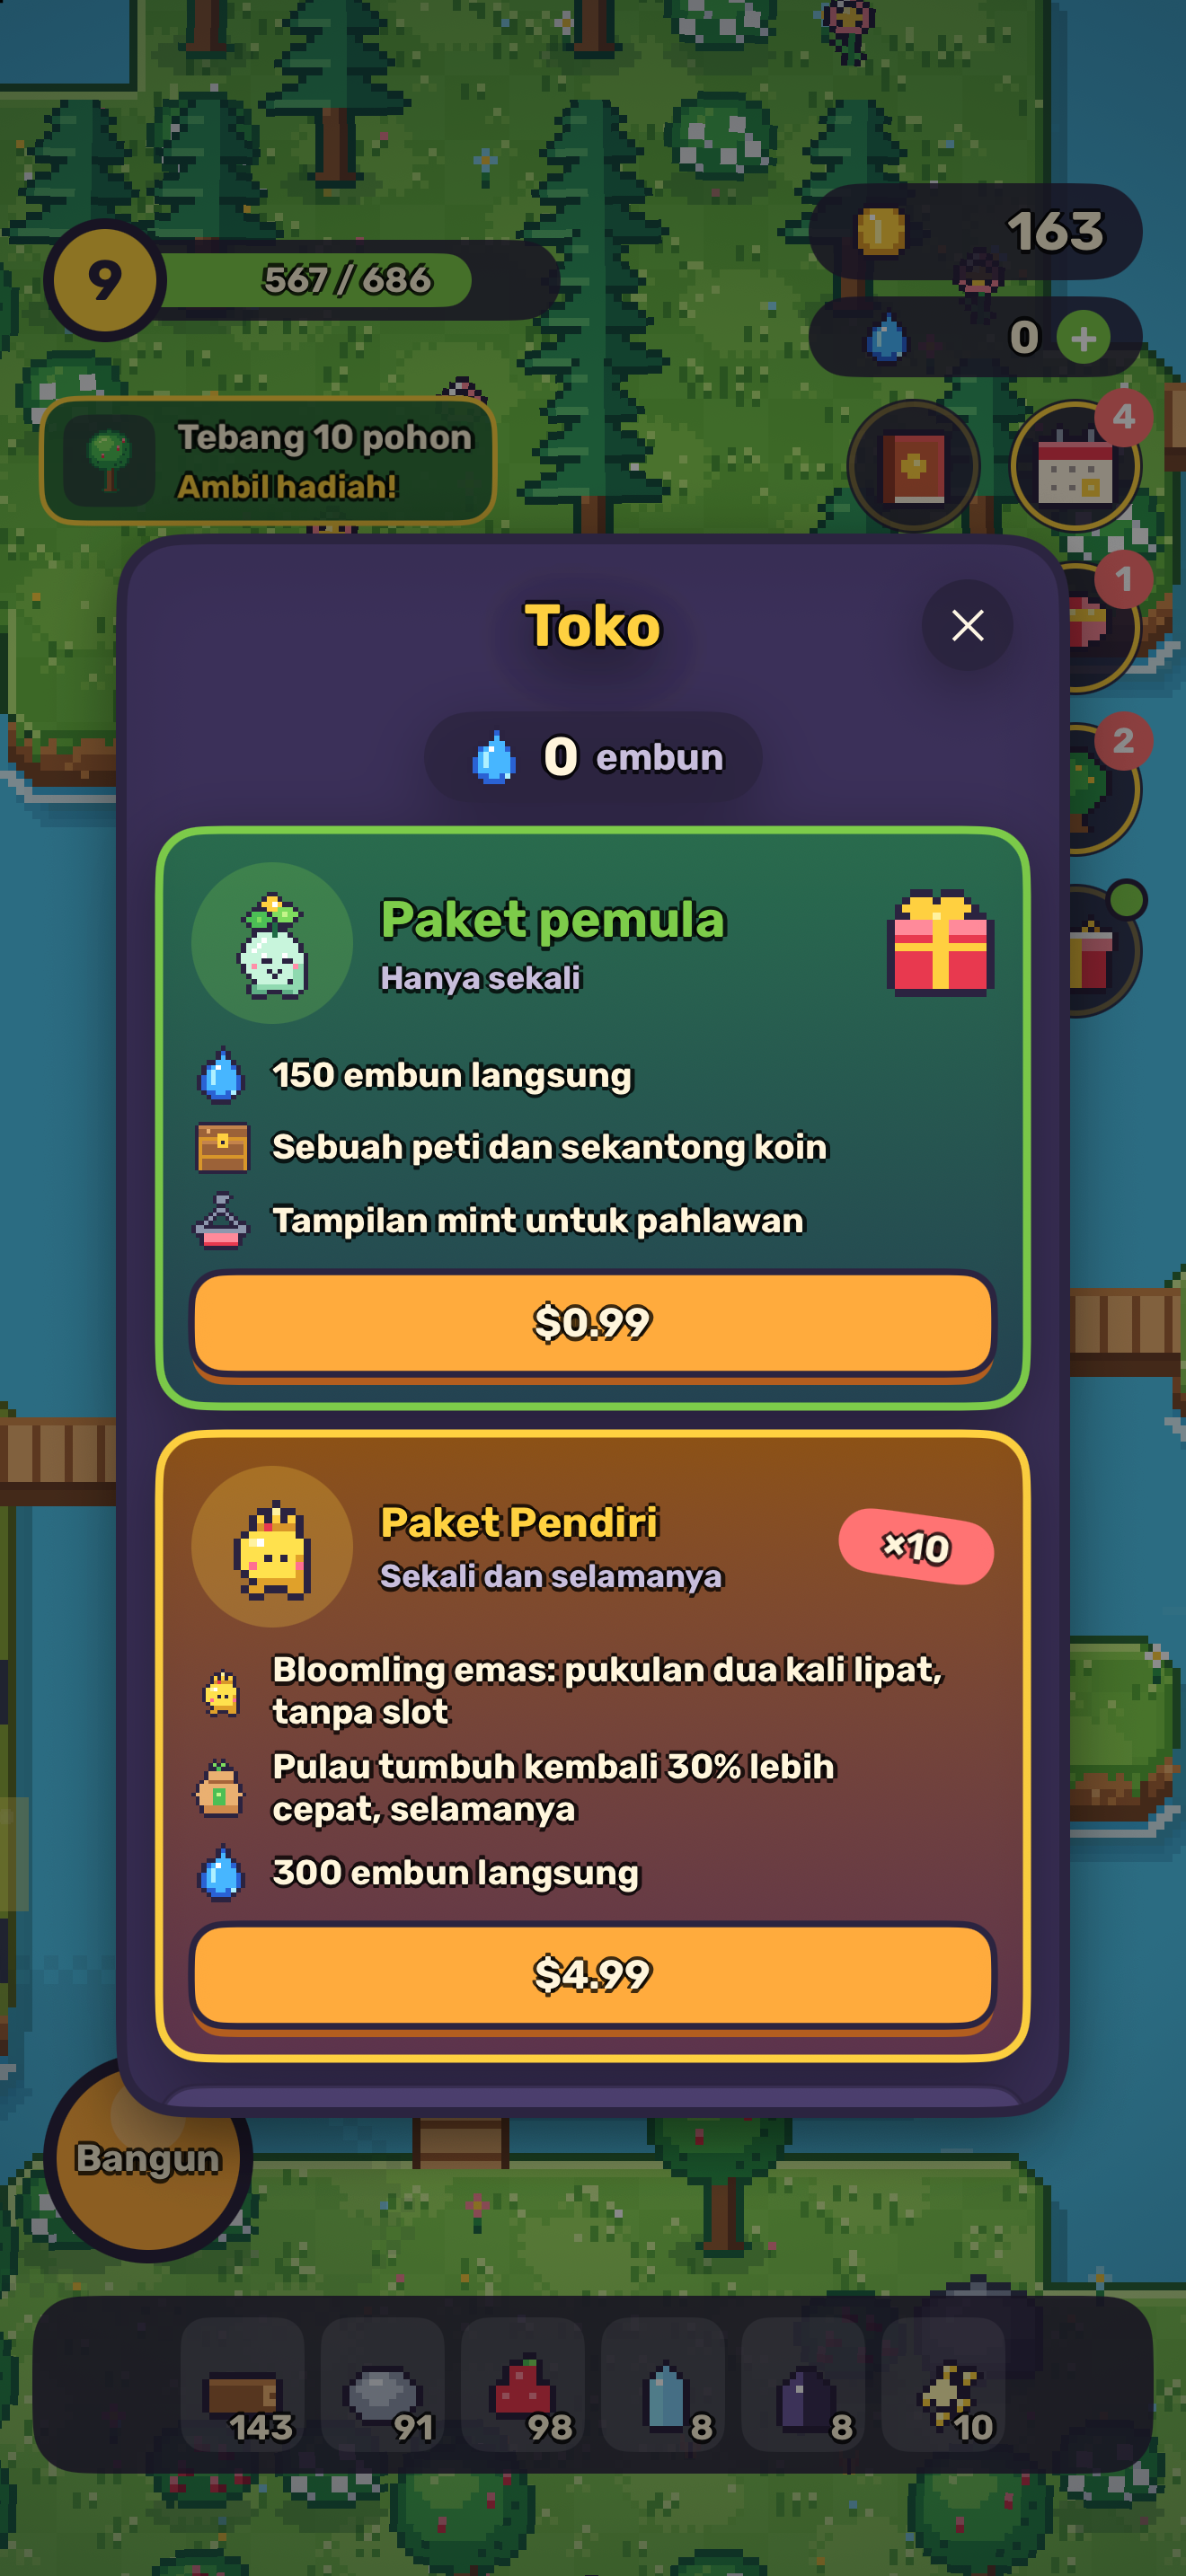 163
9
567 / 686
0
+
Tebang 10 pohon
Ambil hadiah!
4
1
2
Toko
0 embun
Paket pemula
Hanya sekali
150 embun langsung
Sebuah peti dan sekantong koin
Tampilan mint untuk pahlawan
$0.99
Paket Pendiri
Sekali dan selamanya
×10
Bloomling emas: pukulan dua kali lipat,
tanpa slot
Pulau tumbuh kembali 30% lebih
cepat, selamanya
300 embun langsung
$4.99
Bangun
143
91
98
8
8
10